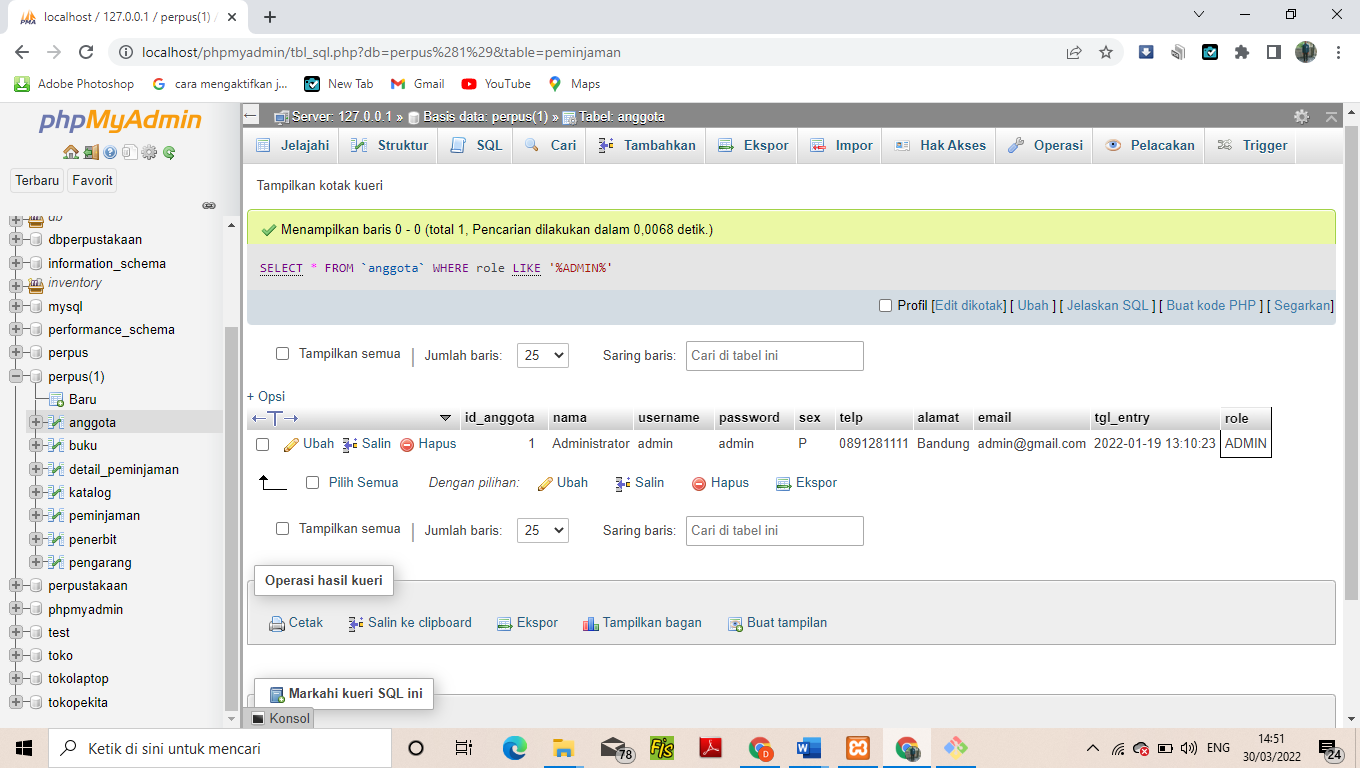 localhost / 127.0.0.1 / perpus(1) /
localhost/phpmyadmin/tbl_sql.php?db=perpus%281%29&table=peminjaman
Adobe Photoshop
cara mengaktifkan j...
New Tab
Gmail
YouTube
Maps
phpMyAdmin
Terbaru
Favorit
db
dbperpustakaan
information_schema
inventory
mysql
performance_schema
perpus
perpus(1)
Baru
anggota
buku
detail_peminjaman
katalog
peminjaman
penerbit
pengarang
perpustakaan
phpmyadmin
test
toko
tokolaptop
tokopekita
Server: 127.0.0.1 » Basis data: perpus(1) » Tabel: anggota
Jelajahi Struktur SQL Cari Tambahkan Ekspor Impor Hak Akses Operasi Pelacakan Trigger
Tampilkan kotak kueri
Menampilkan baris 0 - 0 (total 1, Pencarian dilakukan dalam 0,0068 detik.)
SELECT * FROM `anggota` WHERE role LIKE '%ADMIN%'
Profil [Edit dikotak] [ Ubah ] [ Jelaskan SQL ] [ Buat kode PHP ] [ Segarkan]
Tampilkan semua | Jumlah baris: 25 Saring baris: Cari di tabel ini
+ Opsi
←T→ id_anggota nama username password sex telp alamat email tgl_entry role
Ubah Salin Hapus 1 Administrator admin admin P 0891281111 Bandung admin@gmail.com 2022-01-19 13:10:23 ADMIN
Pilih Semua Dengan pilihan: Ubah Salin Hapus Ekspor
Tampilkan semua | Jumlah baris: 25 Saring baris: Cari di tabel ini
Operasi hasil kueri
Cetak Salin ke clipboard Ekspor Tampilkan bagan Buat tampilan
Markahi kueri SQL ini
Konsol
Ketik di sini untuk mencari
78
ENG
14:51
30/03/2022
24